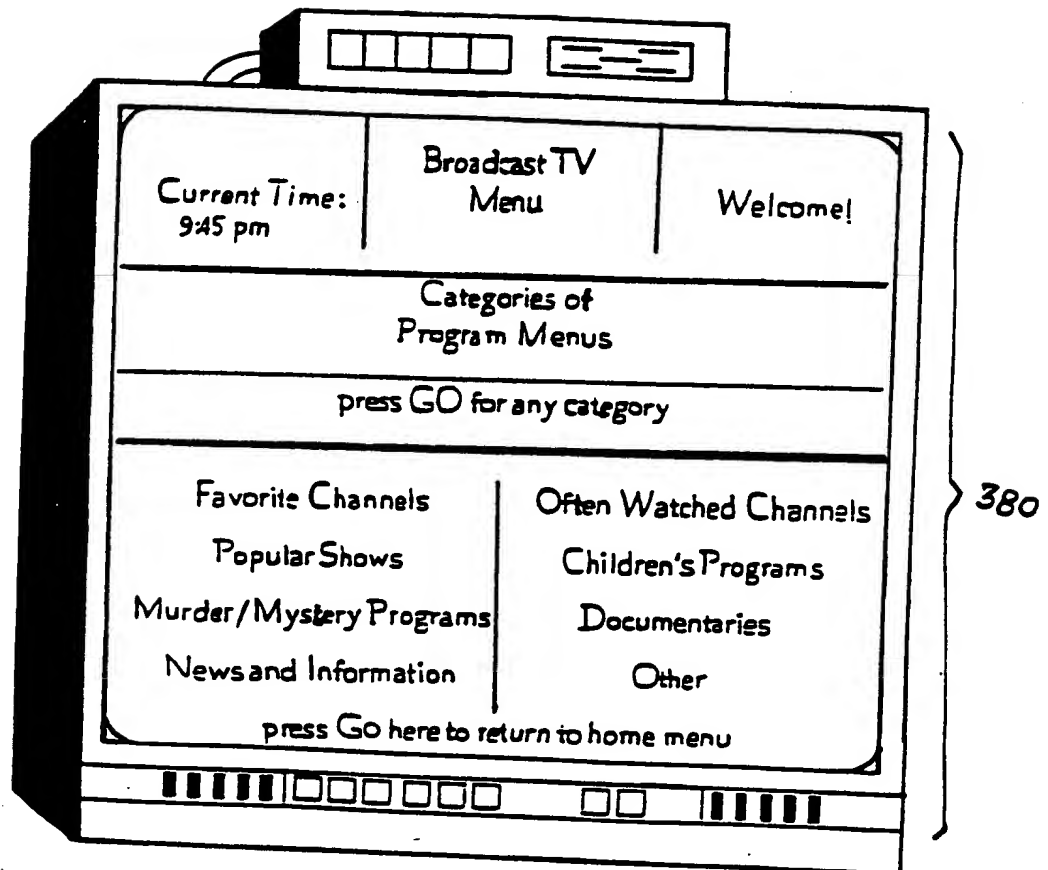 Current Time:
9:45 pm
Broadcast TV
Menu
Welcome!
Categories of
Program Menus
press GO for any category
Favorite Channels
Often Watched Channels
Popular Shows
Children's Programs
Murder/Mystery Programs
Documentaries
News and Information
Other
press Go here to return to home menu
380